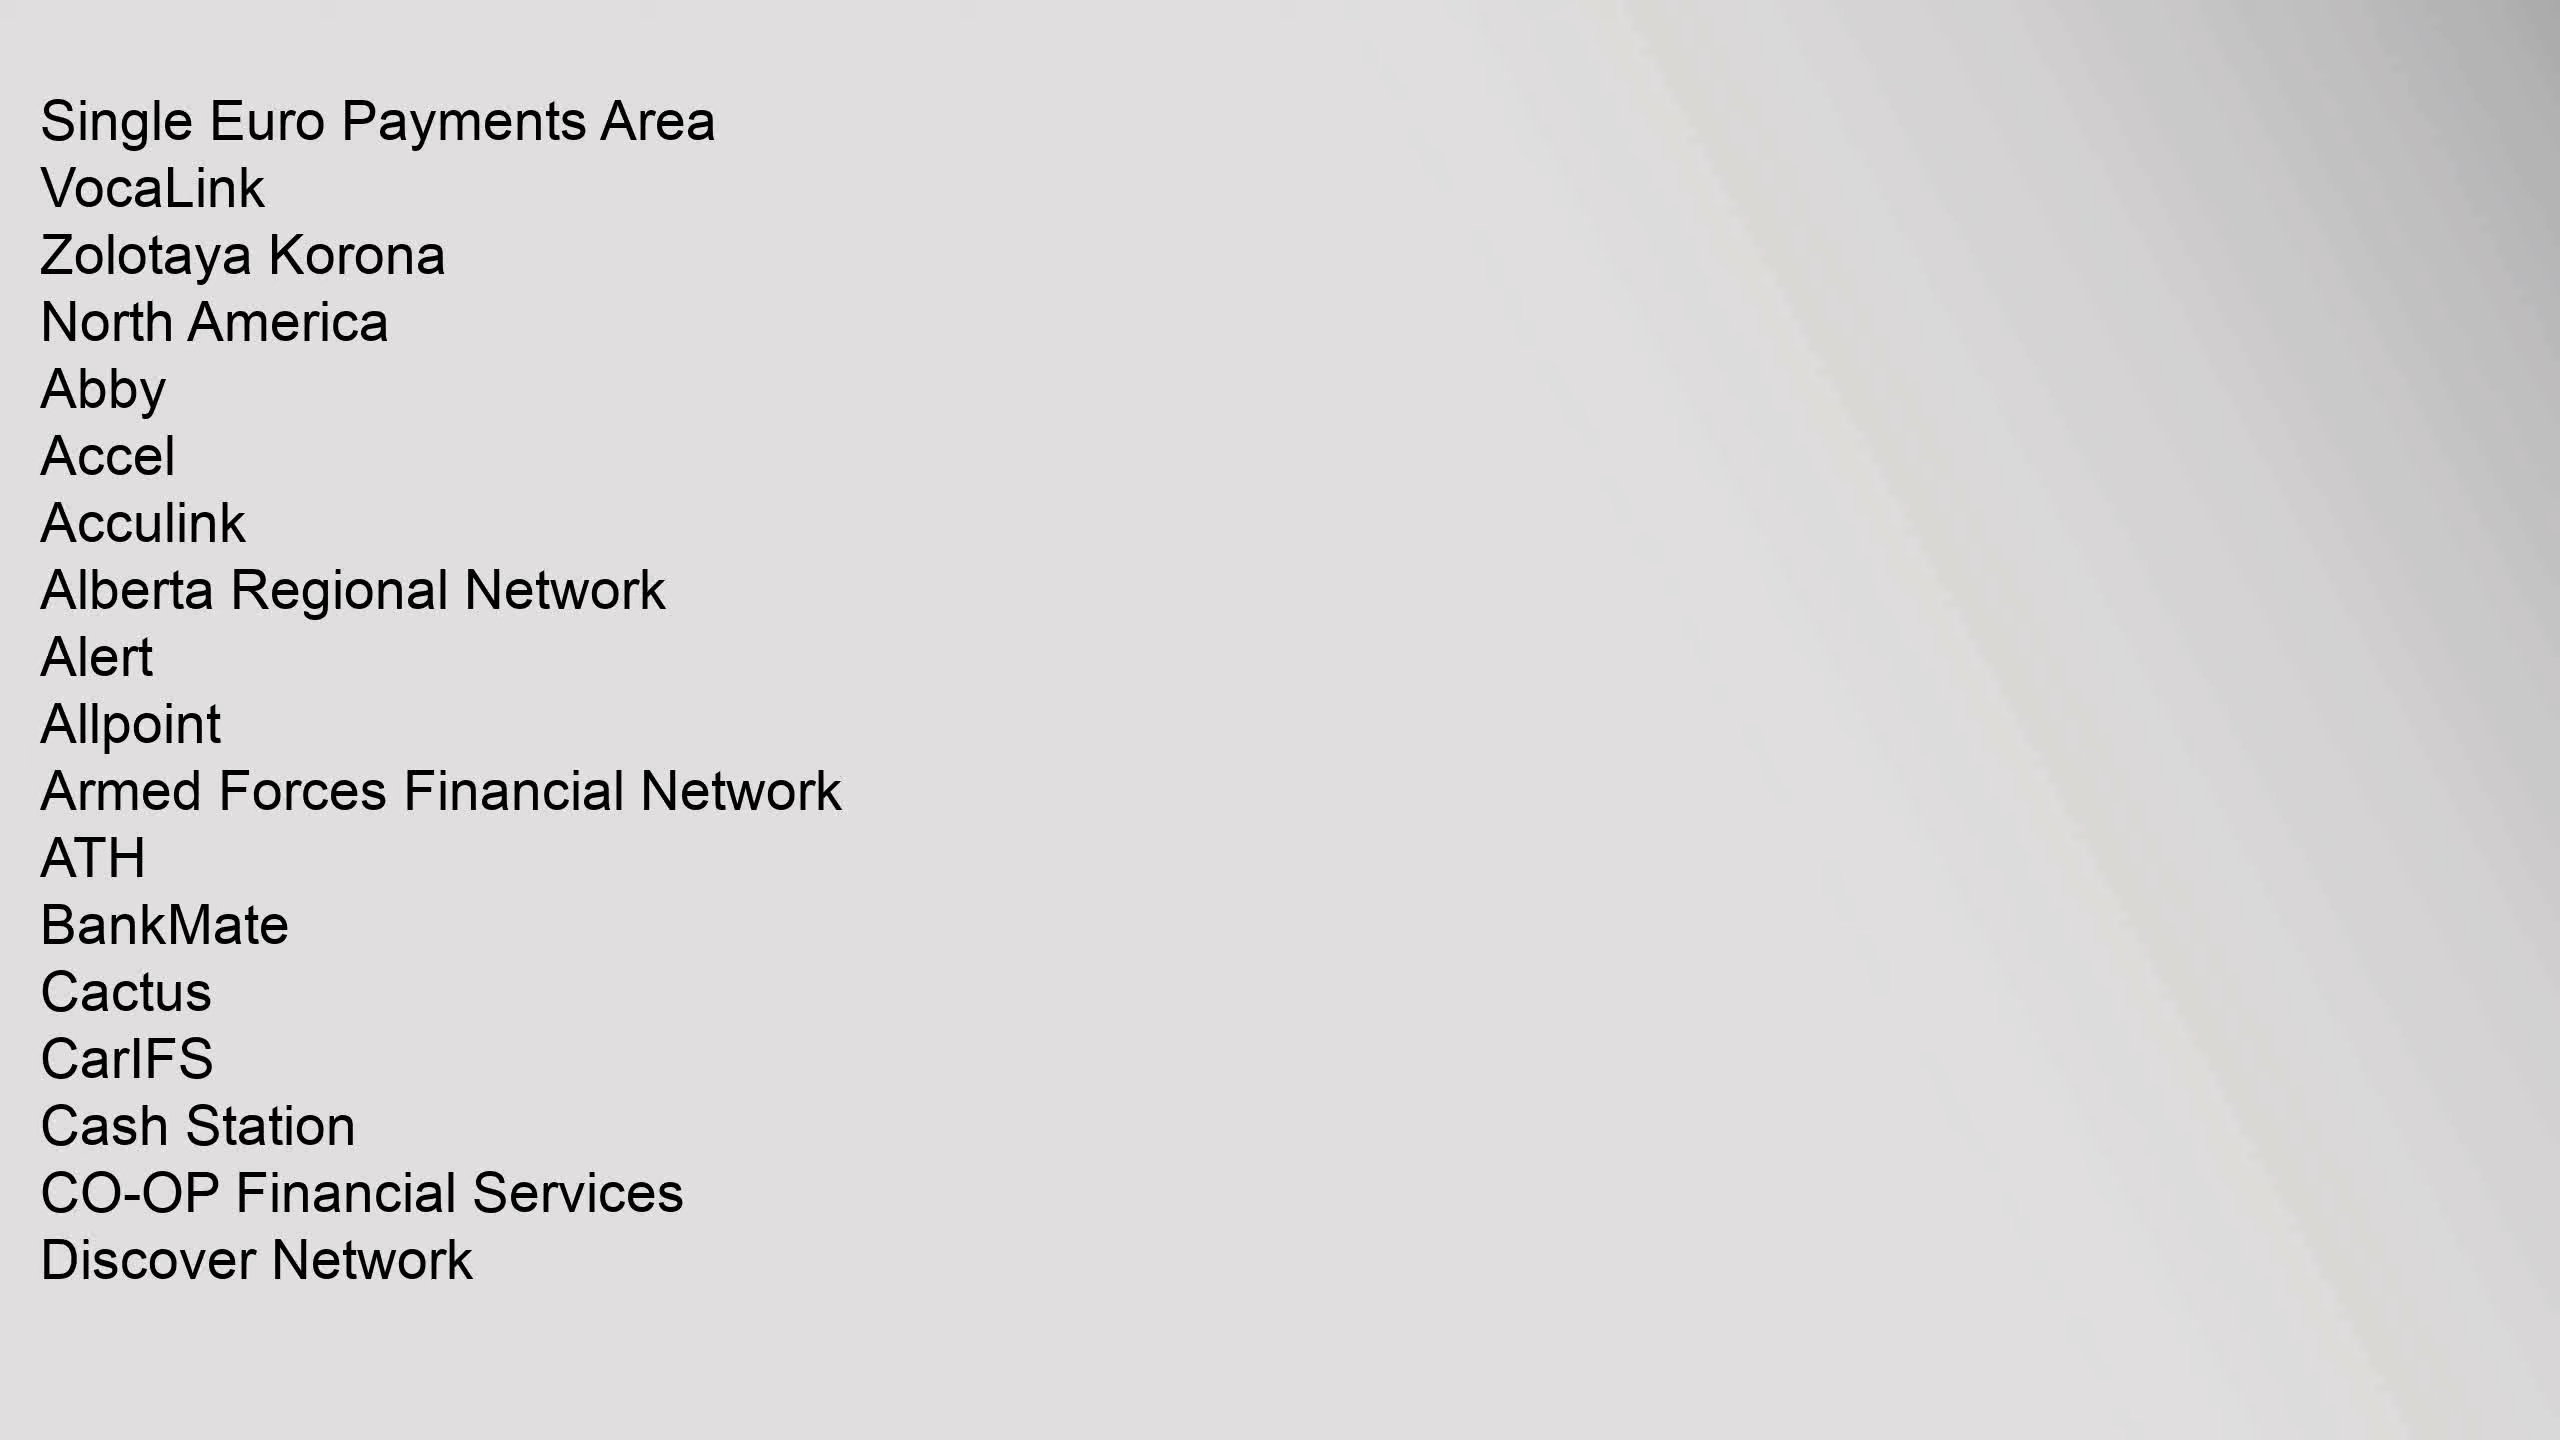 Single Euro Payments Area
VocaLink
Zolotaya Korona
North America
Abby
Accel
Acculink
Alberta Regional Network
Alert
Allpoint
Armed Forces Financial Network
ATH
BankMate
Cactus
CarIFS
Cash Station
CO-OP Financial Services
Discover Network